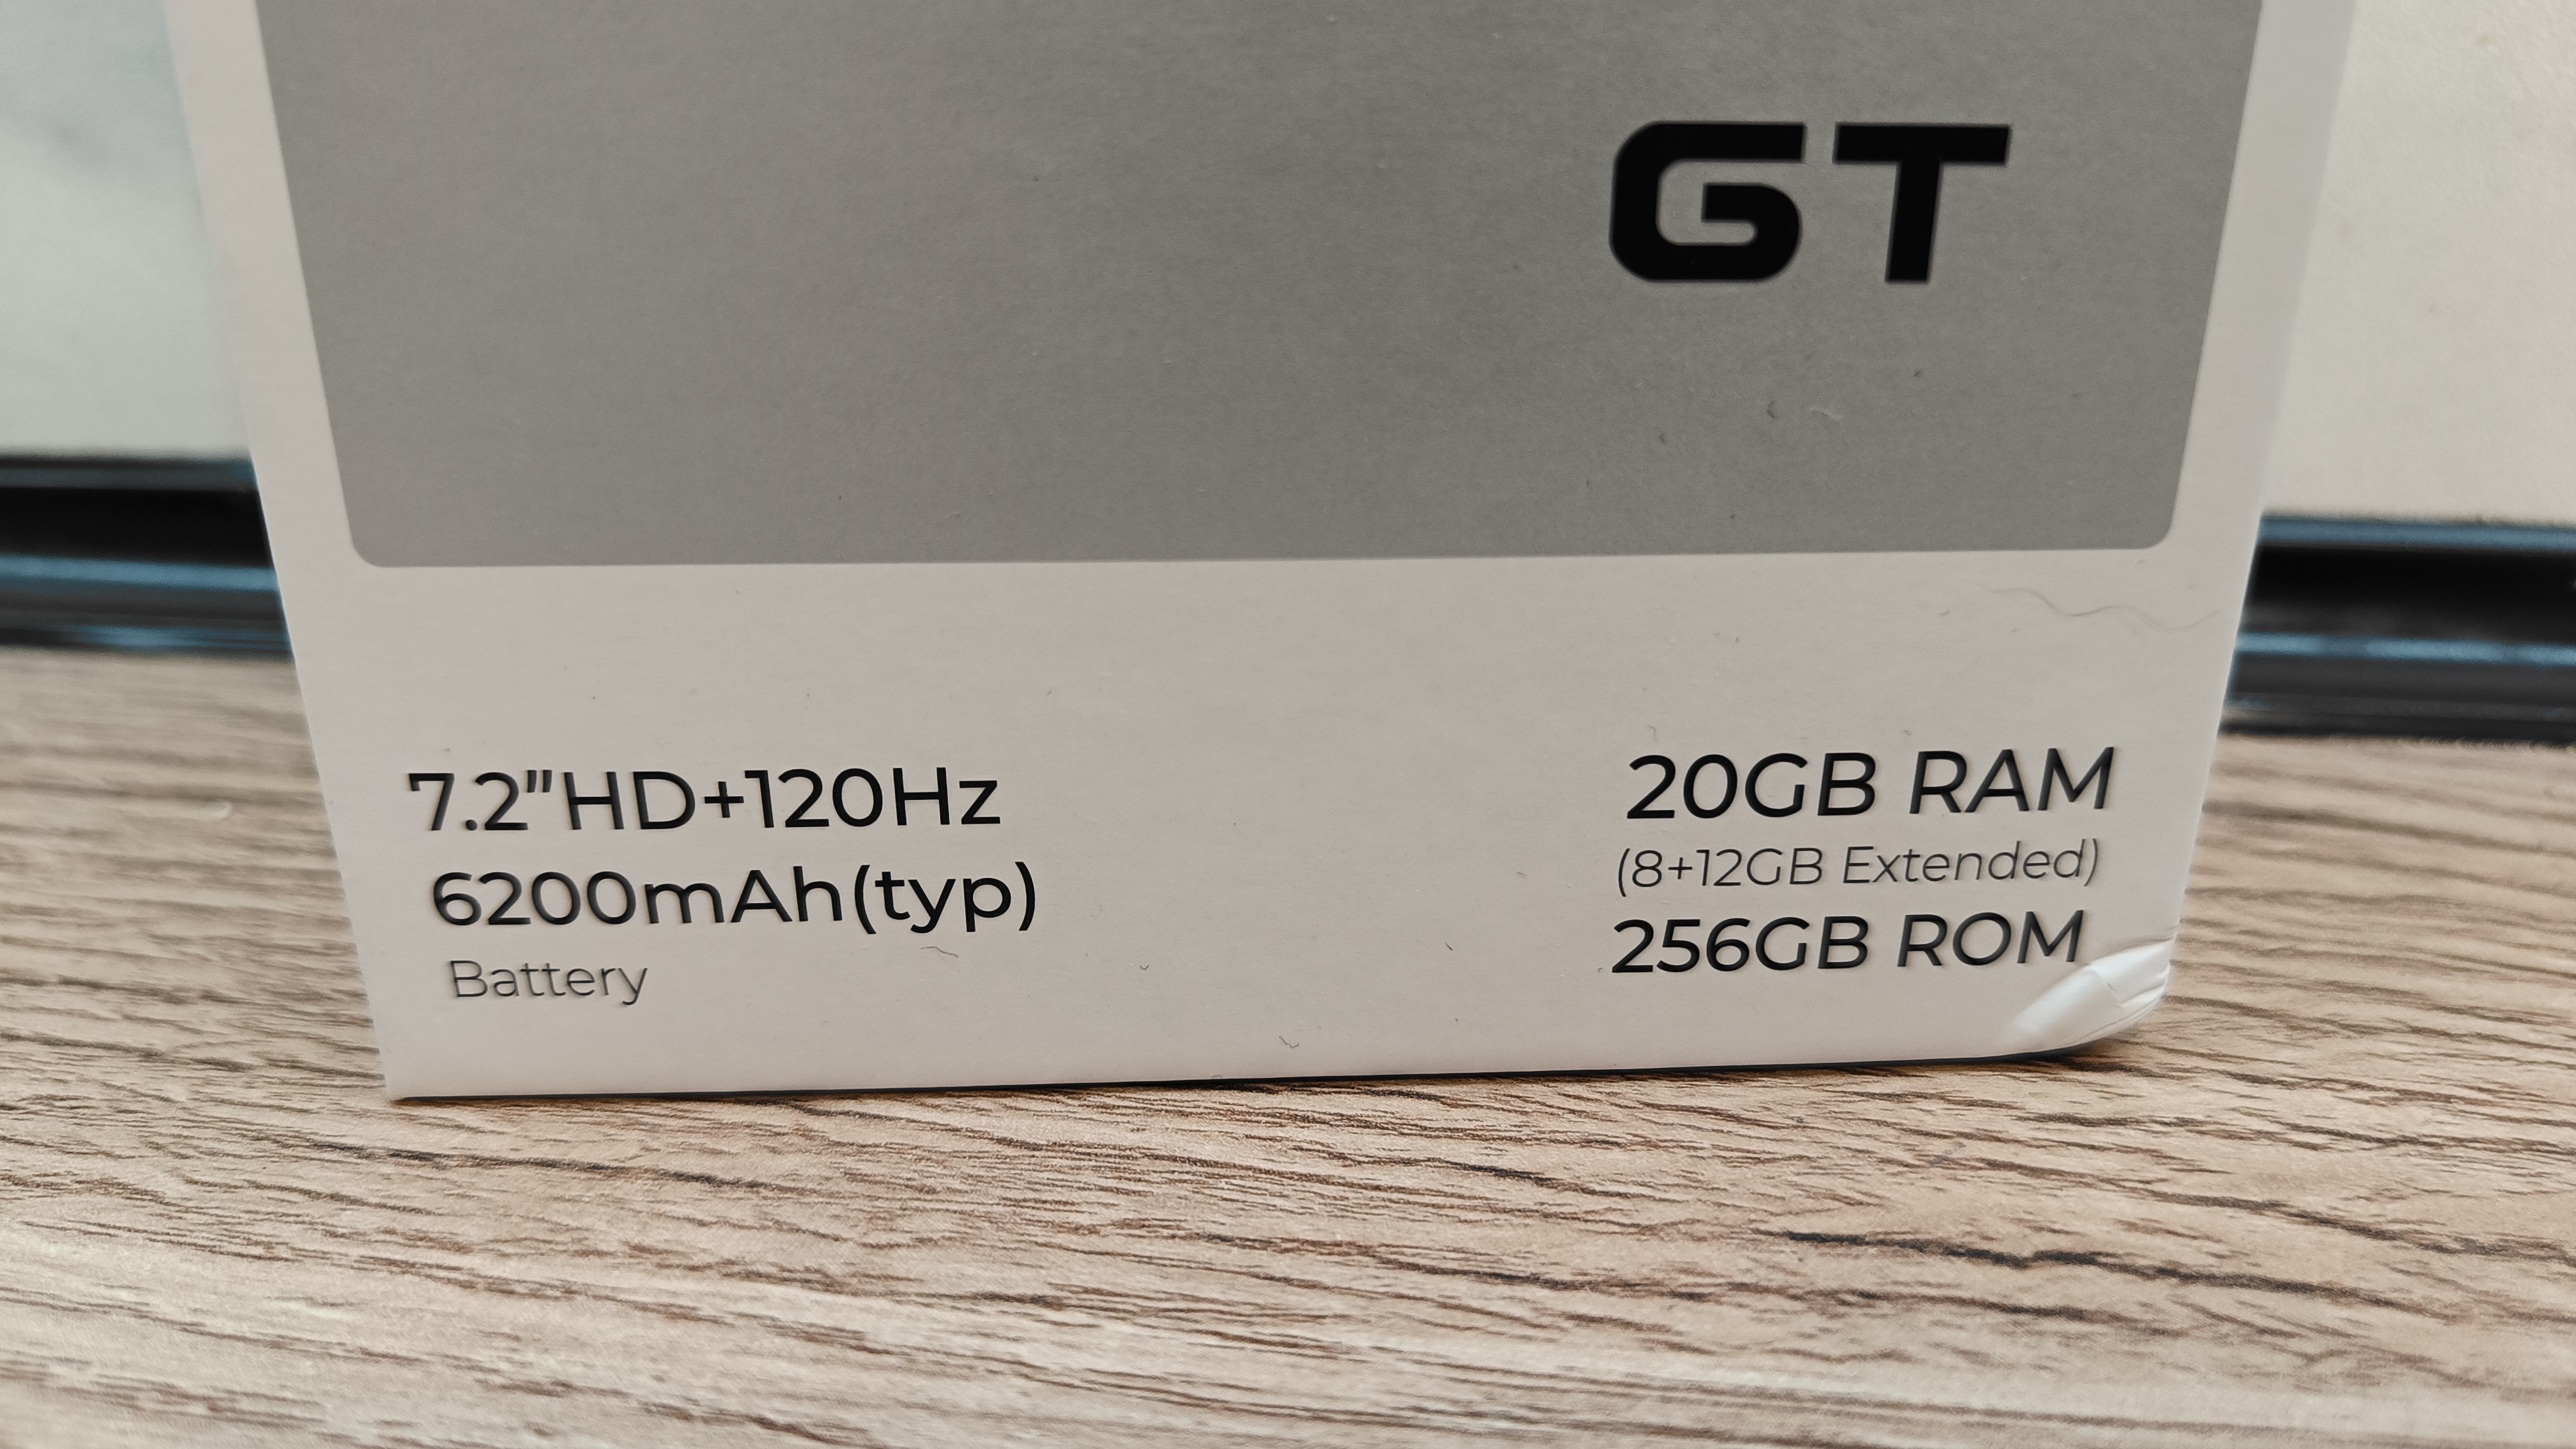 GT
7.2"HD+120Hz
6200mAh(typ)
Battery
20GB RAM
(8+12GB Extended)
256GB ROM